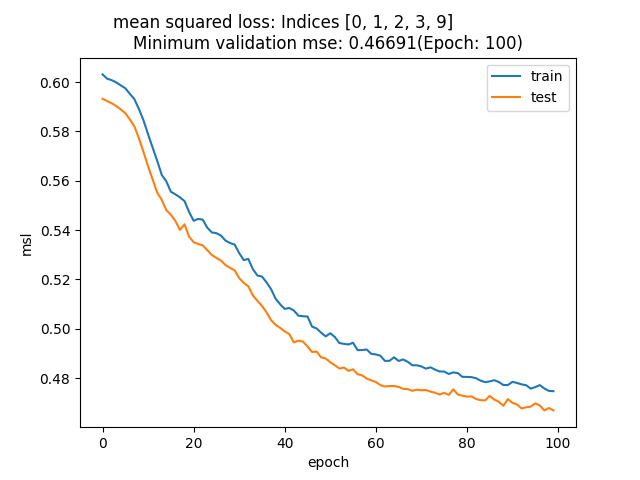 mean squared loss: Indices [0, 1, 2, 3, 9]
Minimum validation mse: 0.46691(Epoch: 100)
train
test
msl
0.60
0.58
0.56
0.54
0.52
0.50
0.48
0
20
40
60
80
100
epoch